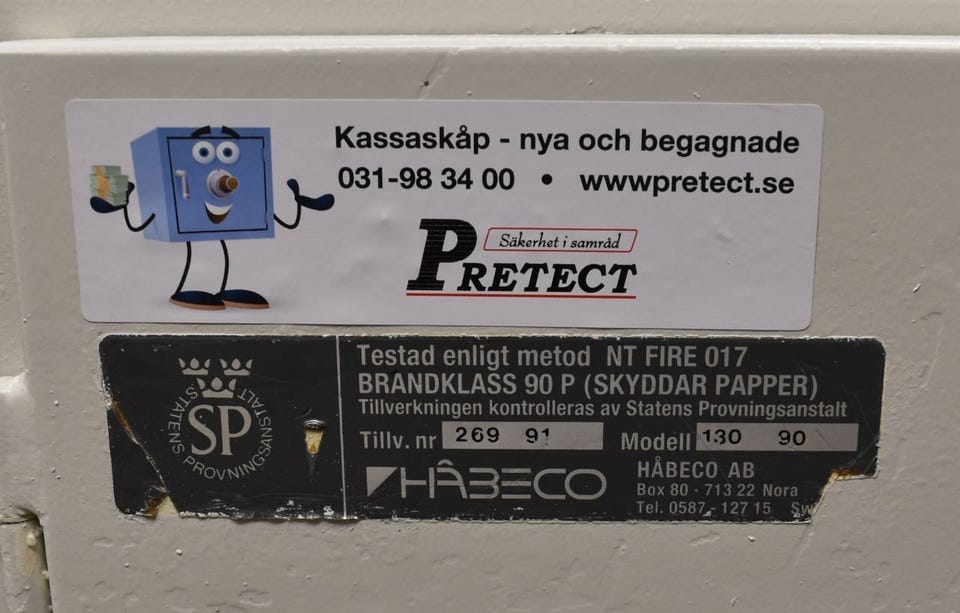 Kassaskåp - nya och begagnade
031-98 34 00 • wwwpretect.se
Säkerhet i samråd
PRETECT
STATENS PROVNINGSANSTALT
SP
Testad enligt metod NT FIRE 017
BRANDKLASS 90 P (SKYDDAR PAPPER)
Tillverkningen kontrolleras av Statens Provningsanstalt
Tillv. nr 269 91 Modell 130 90
HÅBECO
HÅBECO AB
Box 80 · 713 22 Nora
Tel. 0587 - 127 15